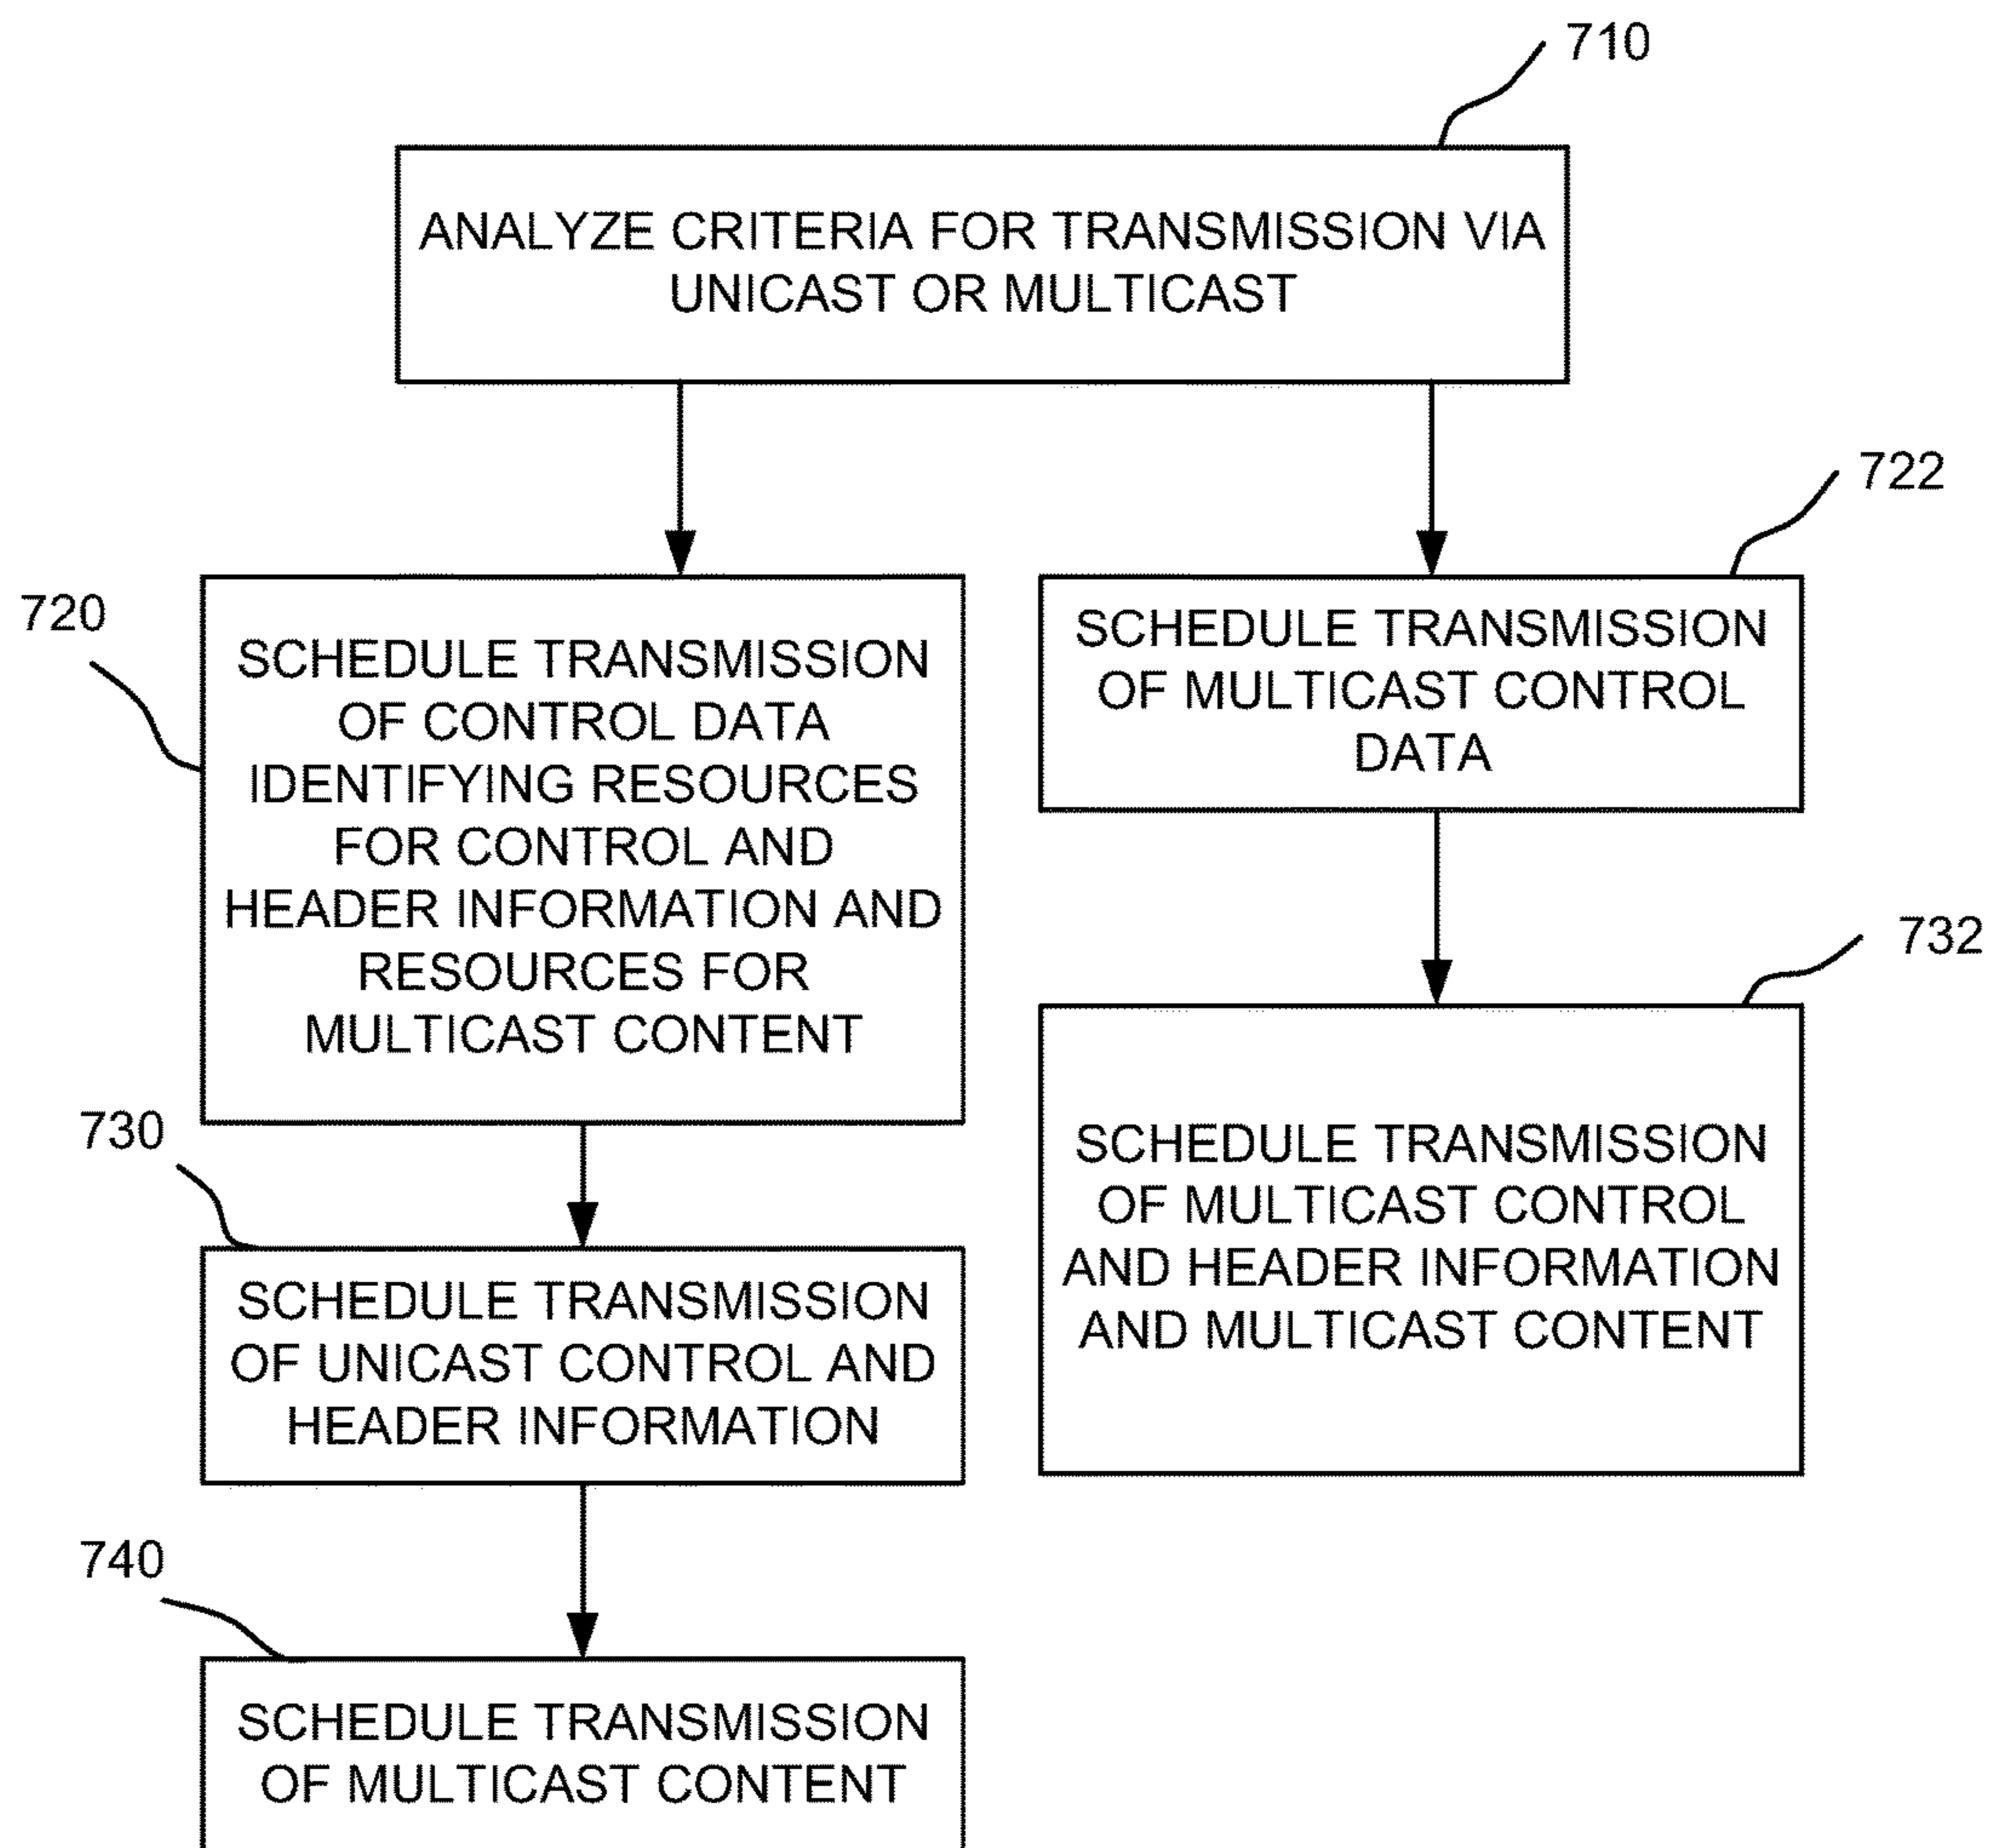 710
ANALYZE CRITERIA FOR TRANSMISSION VIA
UNICAST OR MULTICAST
720
SCHEDULE TRANSMISSION
OF CONTROL DATA
IDENTIFYING RESOURCES
FOR CONTROL AND
HEADER INFORMATION AND
RESOURCES FOR
MULTICAST CONTENT
730
SCHEDULE TRANSMISSION
OF UNICAST CONTROL AND
HEADER INFORMATION
740
SCHEDULE TRANSMISSION
OF MULTICAST CONTENT
722
SCHEDULE TRANSMISSION
OF MULTICAST CONTROL
DATA
732
SCHEDULE TRANSMISSION
OF MULTICAST CONTROL
AND HEADER INFORMATION
AND MULTICAST CONTENT